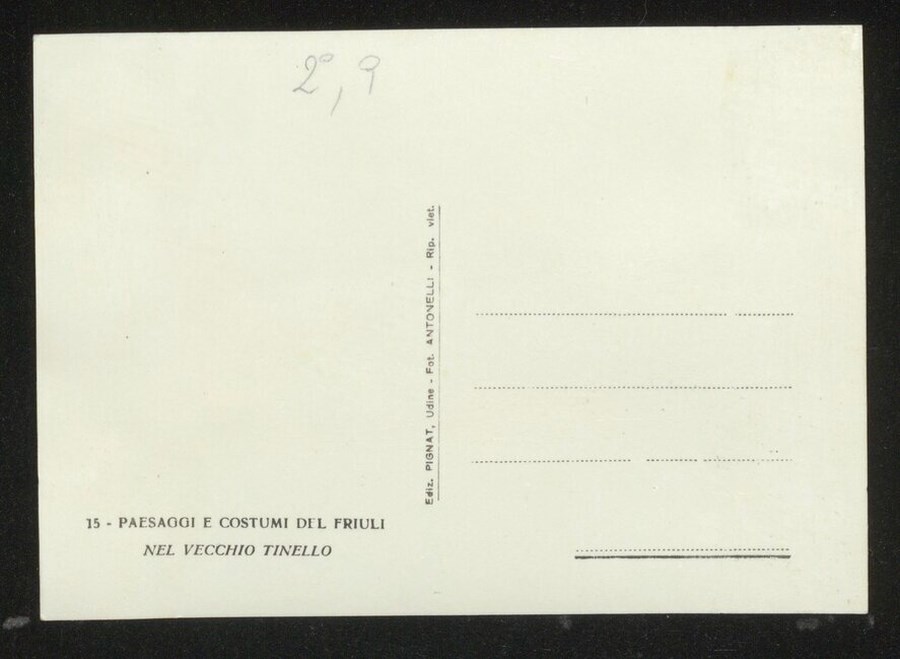 2°, 9
Ediz. PIGNAT, Udine - Fot. ANTONELLI - Rip. viet.
15 - PAESAGGI E COSTUMI DEL FRIULI
NEL VECCHIO TINELLO